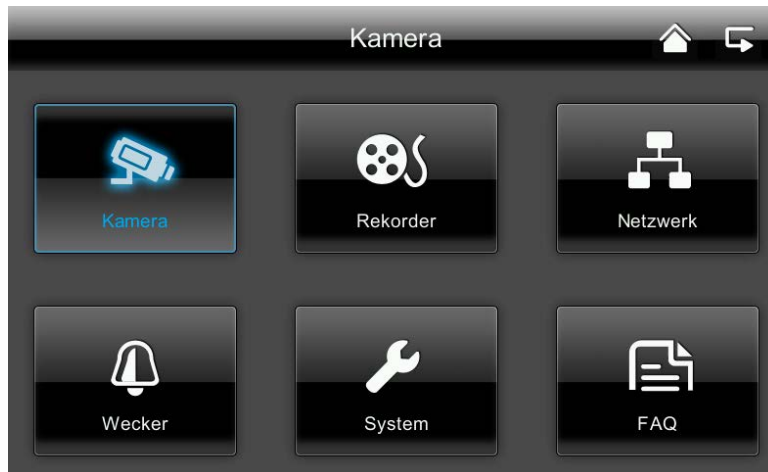 Kamera
Kamera
Rekorder
Netzwerk
Wecker
System
FAQ